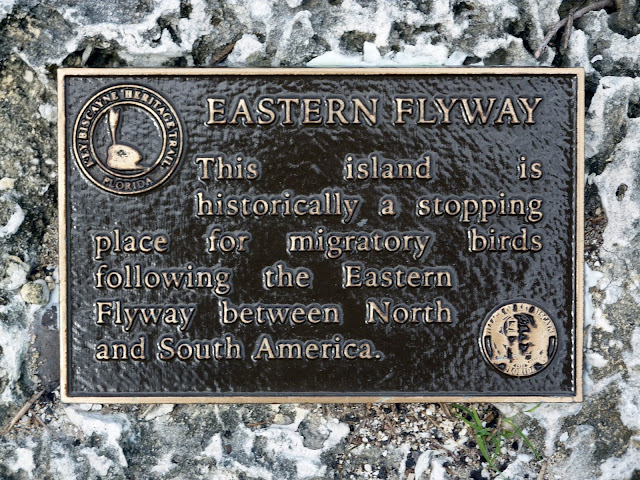 EASTERN FLYWAY
KEY BISCAYNE HERITAGE TRAIL
FLORIDA
This island is
historically a stopping
place for migratory birds
following the Eastern
Flyway between North
and South America.